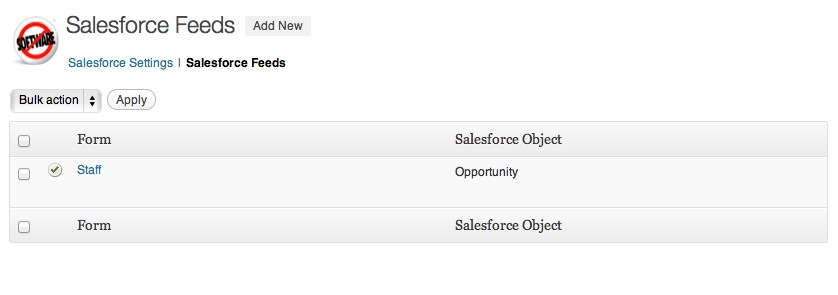 SOFTWARE
Salesforce Feeds Add New
Salesforce Settings | Salesforce Feeds
Bulk action Apply
Form Salesforce Object
Staff Opportunity
Form Salesforce Object